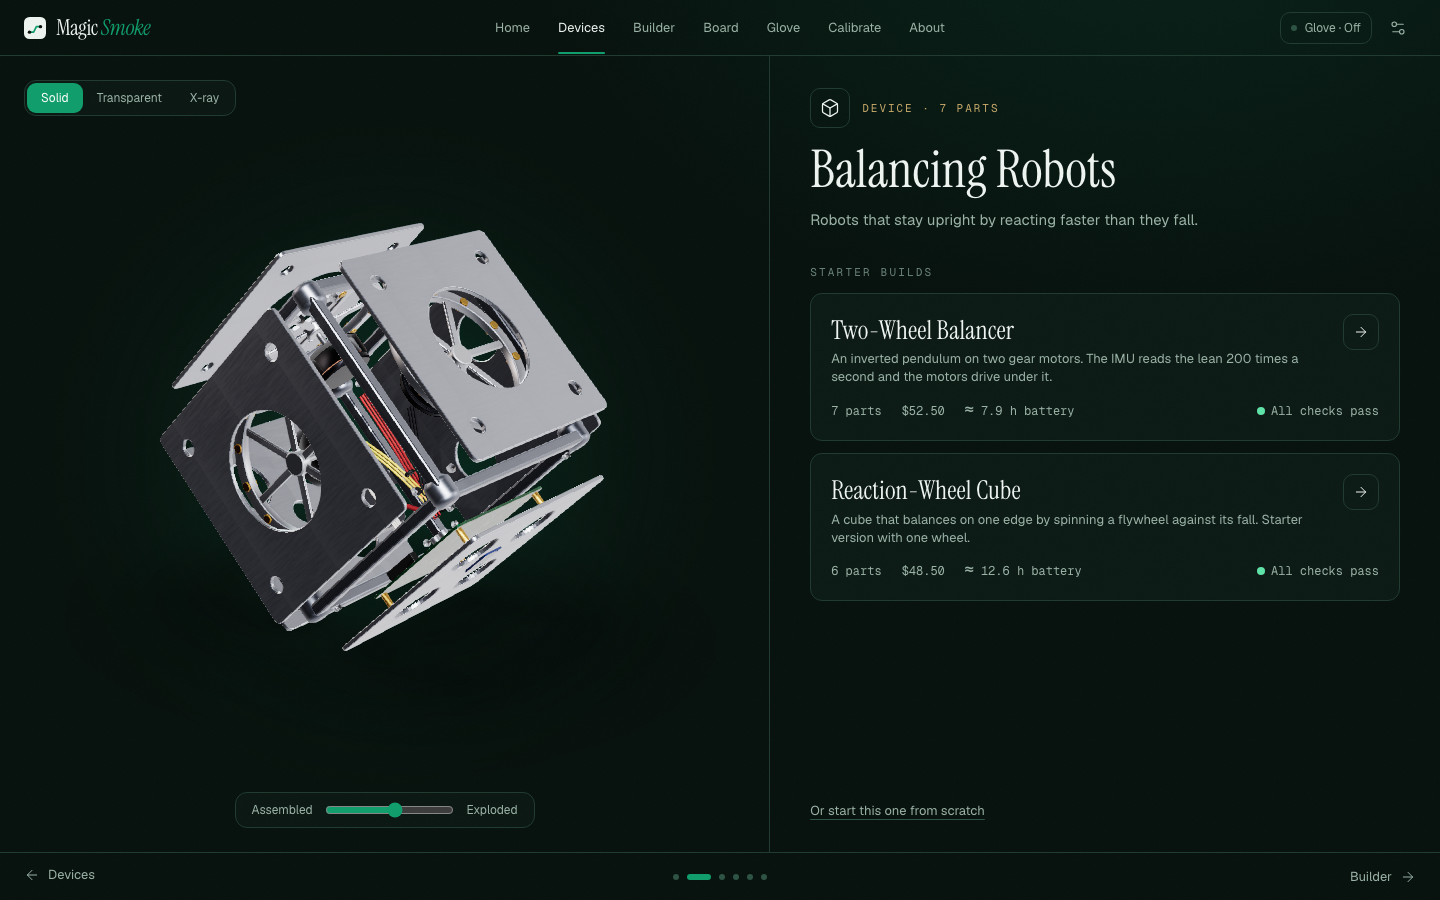 Magic Smoke
Home Devices Builder Board Glove Calibrate About
Glove · Off
Solid Transparent X-ray
DEVICE · 7 PARTS
Balancing Robots
Robots that stay upright by reacting faster than they fall.
STARTER BUILDS
Two-Wheel Balancer
An inverted pendulum on two gear motors. The IMU reads the lean 200 times a
second and the motors drive under it.
7 parts $52.50 ≈ 7.9 h battery All checks pass
Reaction-Wheel Cube
A cube that balances on one edge by spinning a flywheel against its fall. Starter
version with one wheel.
6 parts $48.50 ≈ 12.6 h battery All checks pass
Assembled Exploded
Or start this one from scratch
Devices
Builder